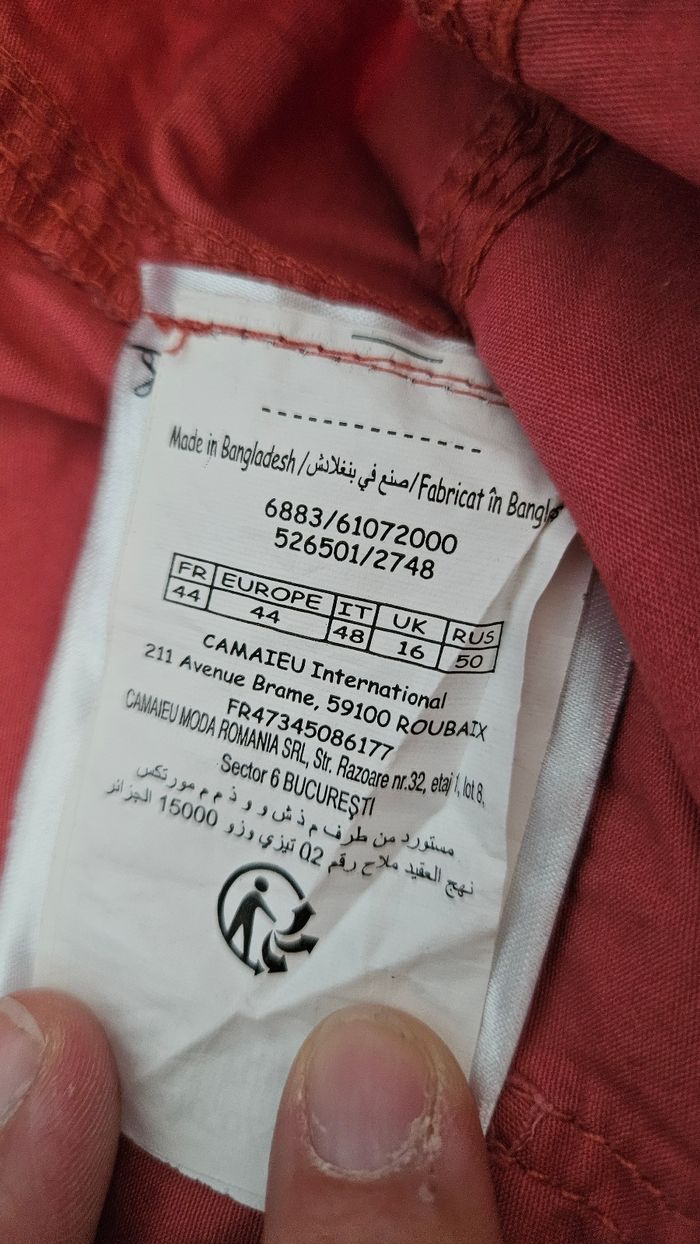 Made in Bangladesh / صنع في بنغلادش / Fabricat în Bangl
6883/61072000
526501/2748
FR EUROPE IT UK RUS
44 44 48 16 50
CAMAIEU International
211 Avenue Brame, 59100 ROUBAIX
FR47345086177
CAMAIEU MODA ROMANIA SRL, Str. Razoare nr.32, etaj 1, lot 8,
Sector 6 BUCUREŞTI
مستورد من طرف م ذ ش و و ذ م م مورتكس
نهج العقيد ملاح رقم 02 تيزي وزو 15000 الجزائر